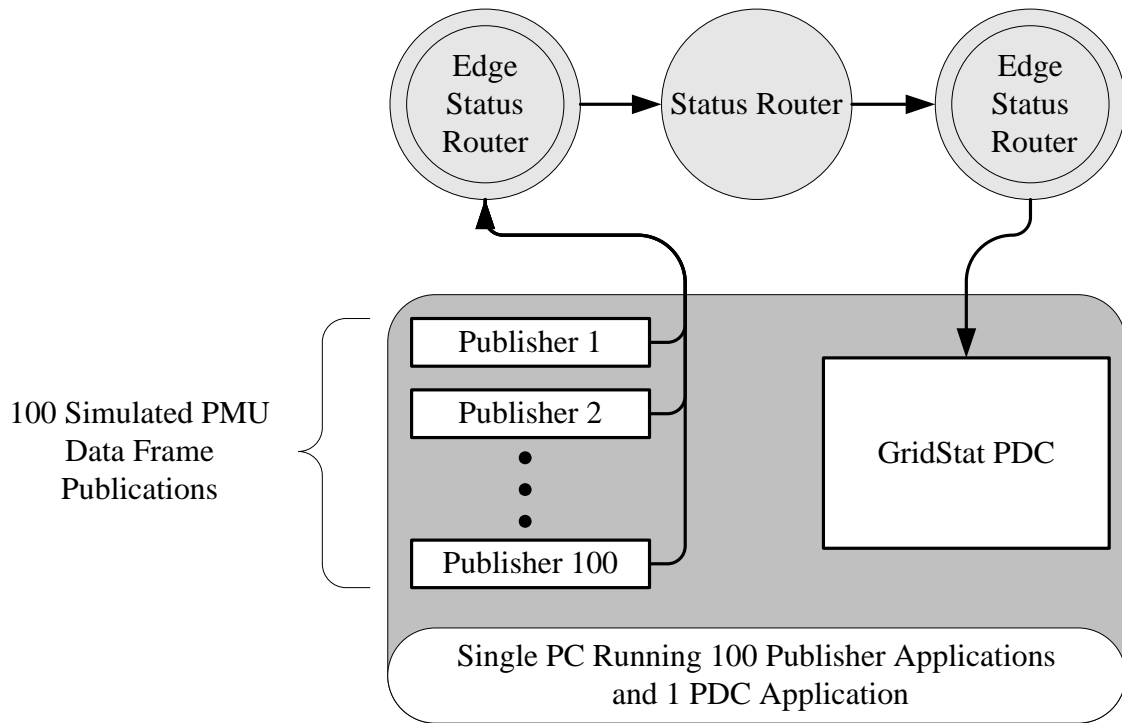 Edge
Status
Router
Status Router
Edge
Status
Router
Publisher 1
Publisher 2
Publisher 100
100 Simulated PMU
Data Frame
Publications
GridStat PDC
Single PC Running 100 Publisher Applications
and 1 PDC Application